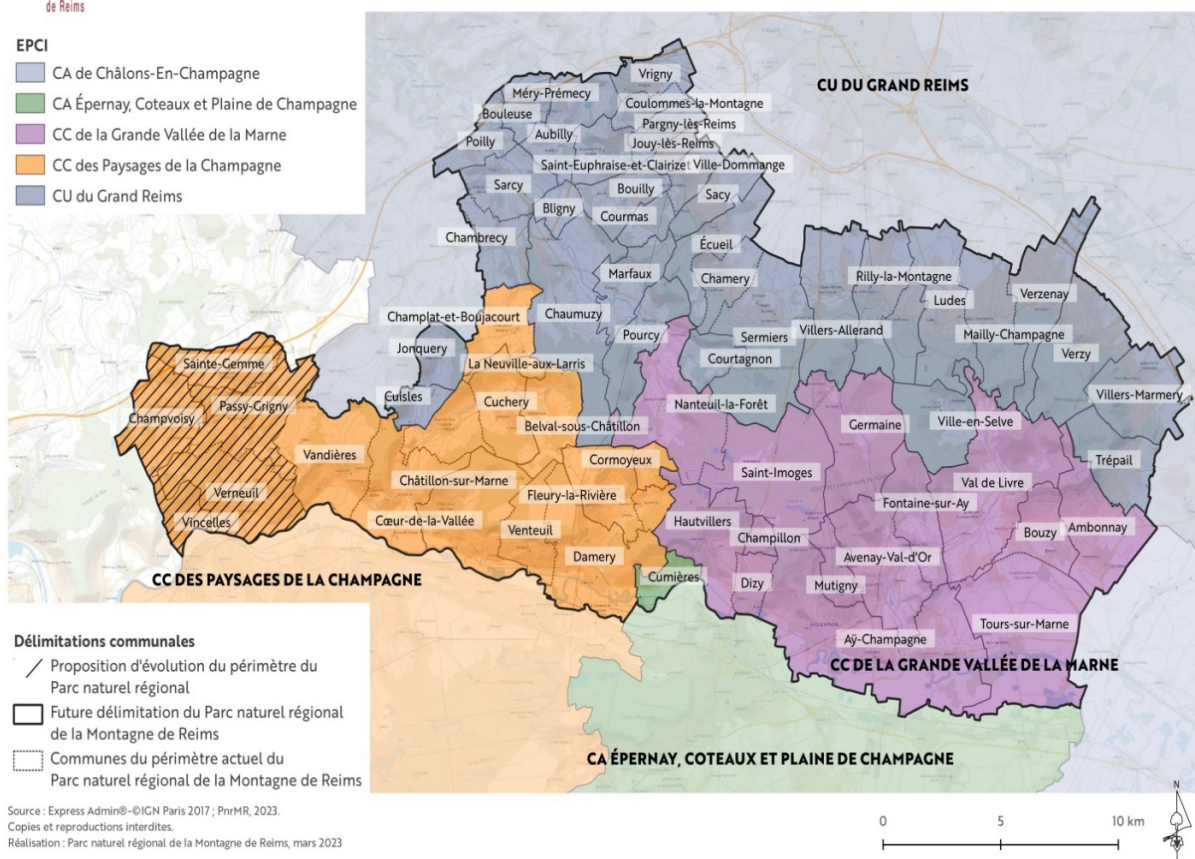 de Reims
EPCI
CA de Châlons-En-Champagne
CA Épernay, Coteaux et Plaine de Champagne
CC de la Grande Vallée de la Marne
CC des Paysages de la Champagne
CU du Grand Reims
CU DU GRAND REIMS
Vrigny
Méry-Prémecy
Coulommes-la-Montagne
Bouleuse
Pargny-lès-Reims
Aubilly
Poilly
Jouy-lès-Reims
Saint-Euphraise-et-Clairizet
Ville-Dommange
Sarcy
Bouilly
Sacy
Bligny
Courmas
Chambrecy
Écueil
Marfaux
Chamery
Rilly-la-Montagne
Verzenay
Ludes
Champlat-et-Boujacourt
Chaumuzy
Pourcy
Sermiers
Villers-Allerand
Mailly-Champagne
Jonquery
Courtagnon
Verzy
Sainte-Gemme
La Neuville-aux-Larris
Cuisles
Cuchery
Nanteuil-la-Forêt
Villers-Marmery
Passy-Grigny
Champvoisy
Belval-sous-Châtillon
Germaine
Ville-en-Selve
Vandières
Cormoyeux
Trépail
Châtillon-sur-Marne
Saint-Imoges
Val de Livre
Verneuil
Fleury-la-Rivière
Fontaine-sur-Ay
Vincelles
Cœur-de-la-Vallée
Venteuil
Hautvillers
Champillon
Bouzy
Ambonnay
Damery
Avenay-Val-d'Or
CC DES PAYSAGES DE LA CHAMPAGNE
Cumières
Dizy
Mutigny
Tours-sur-Marne
Aÿ-Champagne
CC DE LA GRANDE VALLÉE DE LA MARNE
CA ÉPERNAY, COTEAUX ET PLAINE DE CHAMPAGNE
Délimitations communales
Proposition d'évolution du périmètre du
Parc naturel régional
Future délimitation du Parc naturel régional
de la Montagne de Reims
Communes du périmètre actuel du
Parc naturel régional de la Montagne de Reims
Source : Express Admin®-©IGN Paris 2017 ; PnrMR, 2023.
Copies et reproductions interdites.
Réalisation : Parc naturel régional de la Montagne de Reims, mars 2023
0 5 10 km
N